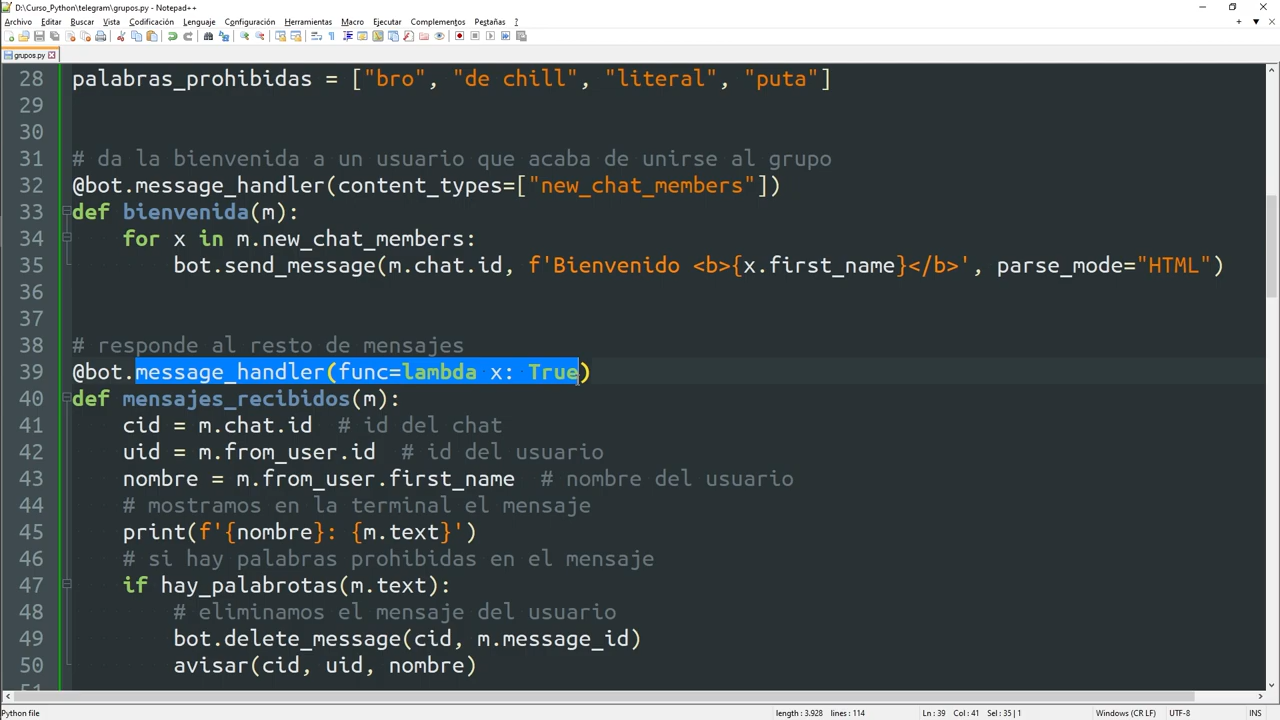 D:\Curso_Python\telegram\grupos.py - Notepad++
Archivo Editar Buscar Vista Codificación Lenguaje Configuración Herramientas Macro Ejecutar Complementos Pestañas ?
grupos.py
28 palabras_prohibidas = ["bro", "de chill", "literal", "puta"]
29
30
31 # da la bienvenida a un usuario que acaba de unirse al grupo
32 @bot.message_handler(content_types=["new_chat_members"])
33 def bienvenida(m):
34 for x in m.new_chat_members:
35 bot.send_message(m.chat.id, f'Bienvenido <b>{x.first_name}</b>', parse_mode="HTML")
36
37
38 # responde al resto de mensajes
39 @bot.message_handler(func=lambda x: True)
40 def mensajes_recibidos(m):
41 cid = m.chat.id # id del chat
42 uid = m.from_user.id # id del usuario
43 nombre = m.from_user.first_name # nombre del usuario
44 # mostramos en la terminal el mensaje
45 print(f'{nombre}: {m.text}')
46 # si hay palabras prohibidas en el mensaje
47 if hay_palabrotas(m.text):
48 # eliminamos el mensaje del usuario
49 bot.delete_message(cid, m.message_id)
50 avisar(cid, uid, nombre)
51
Python file length : 3.928 lines : 114 Ln : 39 Col : 41 Sel : 35 | 1 Windows (CR LF) UTF-8 INS